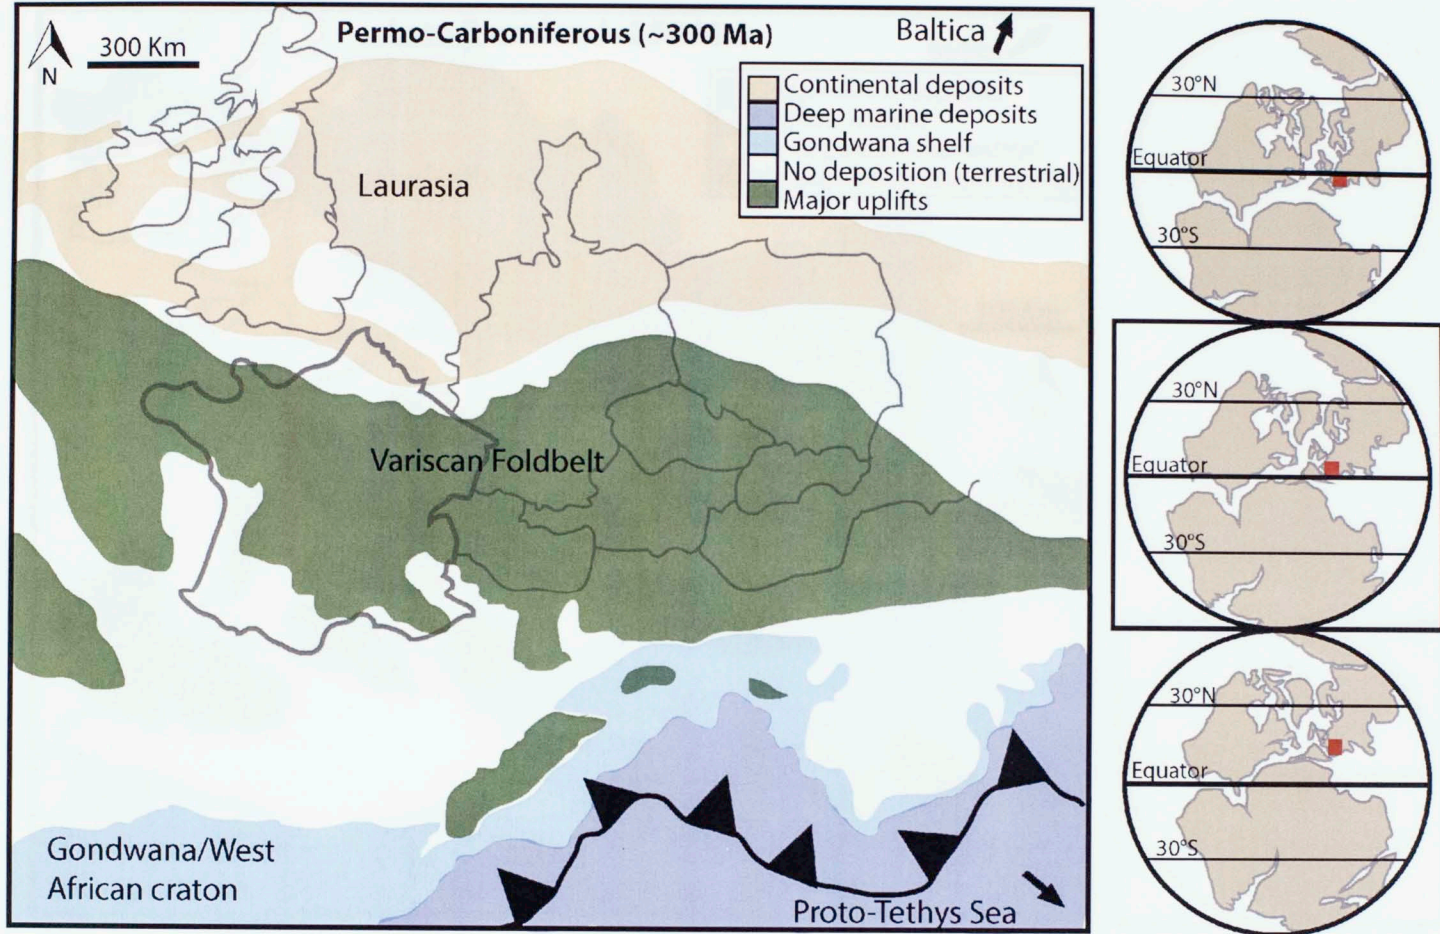 Permo-Carboniferous (~300 Ma)
Baltica
300 Km
N
Continental deposits
Deep marine deposits
Gondwana shelf
No deposition (terrestrial)
Major uplifts
Laurasia
Variscan Foldbelt
Gondwana/West
African craton
Proto-Tethys Sea
30°N
Equator
30°S
30°N
Equator
30°S
30°N
Equator
30°S